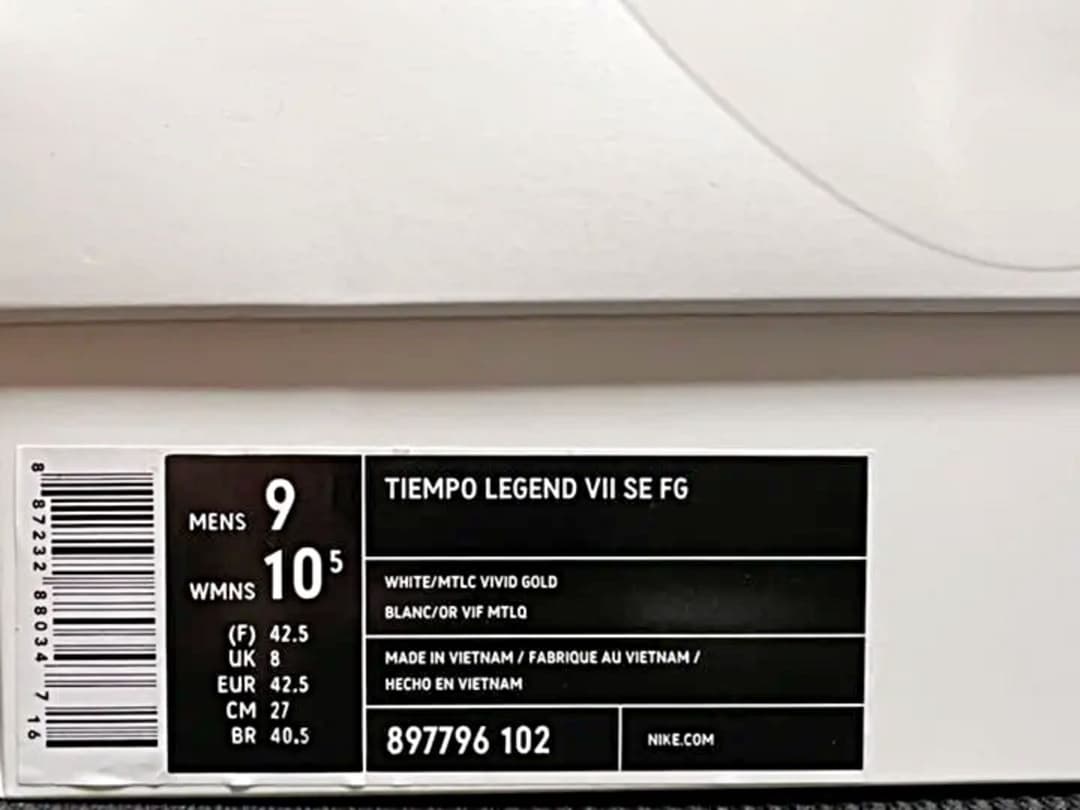 8 87232 88034 7 16
MENS 9
WMNS 10⁵
(F) 42.5
UK 8
EUR 42.5
CM 27
BR 40.5
TIEMPO LEGEND VII SE FG
WHITE/MTLC VIVID GOLD
BLANC/OR VIF MTLQ
MADE IN VIETNAM / FABRIQUE AU VIETNAM /
HECHO EN VIETNAM
897796 102
NIKE.COM